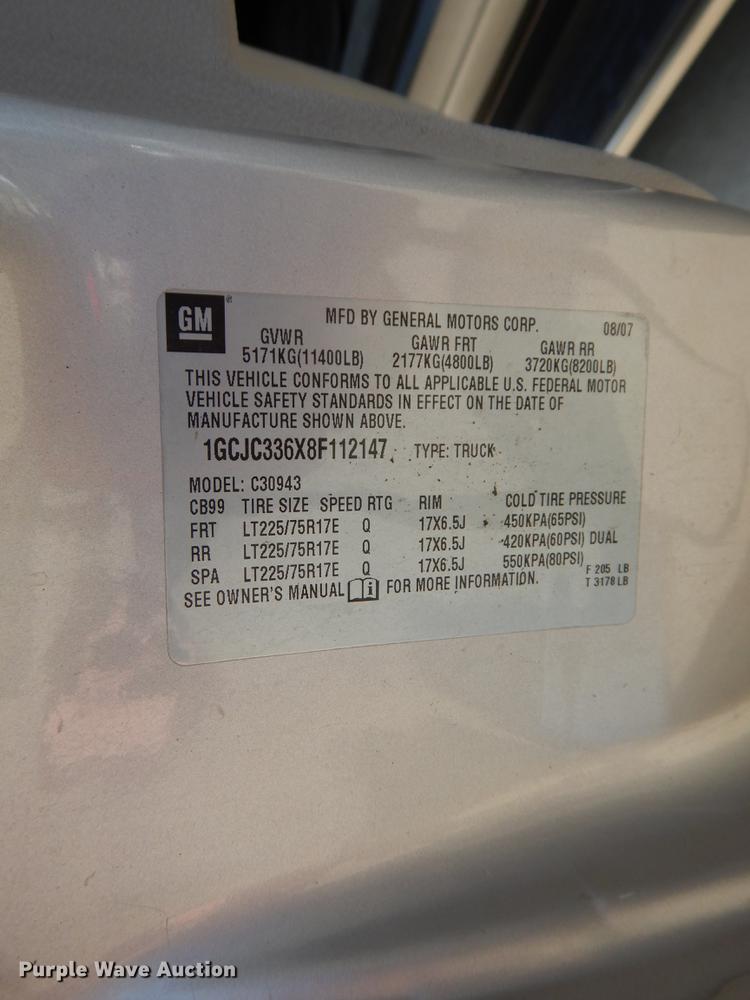 GM®
MFD BY GENERAL MOTORS CORP. 08/07
GVWR GAWR FRT GAWR RR
5171KG(11400LB) 2177KG(4800LB) 3720KG(8200LB)
THIS VEHICLE CONFORMS TO ALL APPLICABLE U.S. FEDERAL MOTOR
VEHICLE SAFETY STANDARDS IN EFFECT ON THE DATE OF
MANUFACTURE SHOWN ABOVE.
1GCJC336X8F112147 TYPE: TRUCK
MODEL: C30943
CB99 TIRE SIZE SPEED RTG RIM COLD TIRE PRESSURE
FRT LT225/75R17E Q 17X6.5J 450KPA(65PSI)
RR LT225/75R17E Q 17X6.5J 420KPA(60PSI) DUAL
SPA LT225/75R17E Q 17X6.5J 550KPA(80PSI)
F 205 LB
SEE OWNER'S MANUAL i FOR MORE INFORMATION. T 3178 LB
Purple Wave Auction